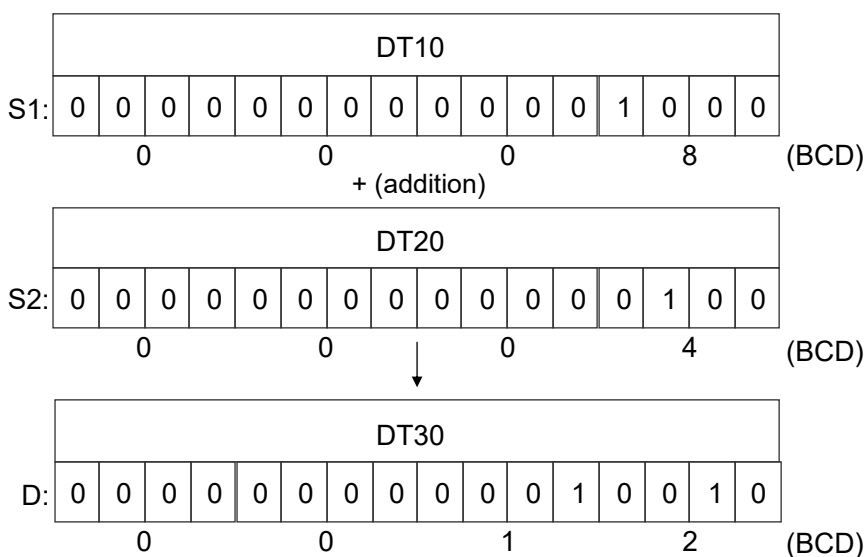 DT10
S1: 0 0 0 0 0 0 0 0 0 0 0 0 1 0 0 0
0 0 0 8 (BCD)
+ (addition)
DT20
S2: 0 0 0 0 0 0 0 0 0 0 0 0 0 1 0 0
0 0 0 4 (BCD)
DT30
D: 0 0 0 0 0 0 0 0 0 0 0 1 0 0 1 0
0 0 1 2 (BCD)